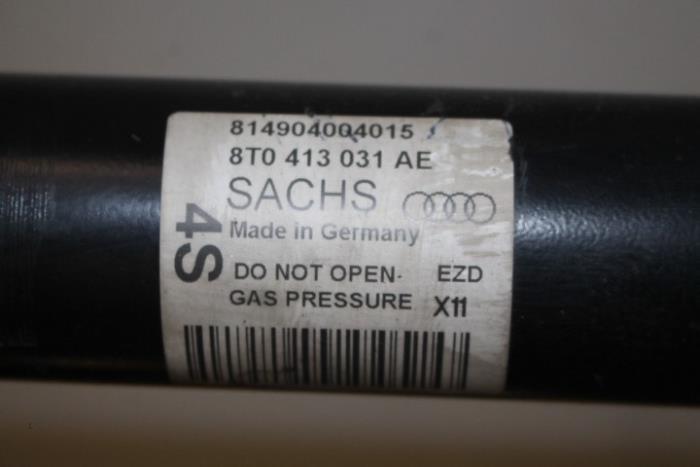 814904004015
8T0 413 031 AE
SACHS
Made in Germany
4S
DO NOT OPEN- EZD
GAS PRESSURE X11